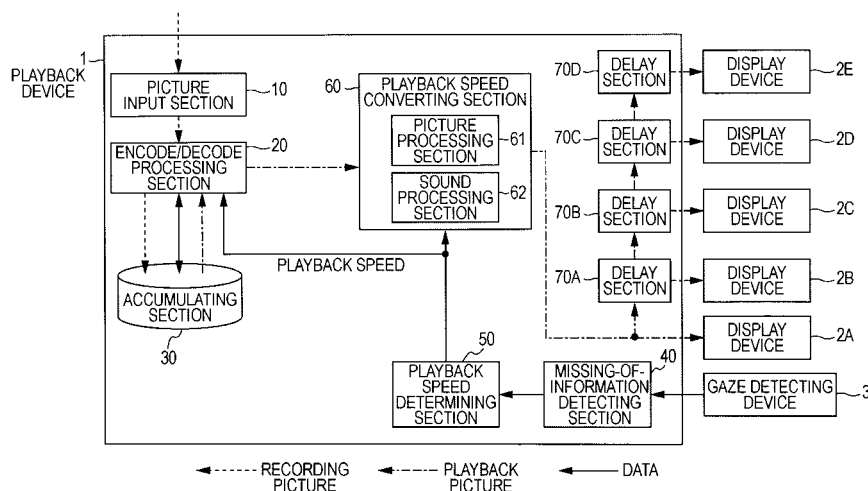 1
PLAYBACK
DEVICE
PICTURE
INPUT SECTION
10
ENCODE/DECODE
PROCESSING
SECTION
20
ACCUMULATING
SECTION
30
60
PLAYBACK SPEED
CONVERTING SECTION
PICTURE
PROCESSING
SECTION
61
SOUND
PROCESSING
SECTION
62
PLAYBACK SPEED
50
PLAYBACK
SPEED
DETERMINING
SECTION
40
MISSING-OF-
INFORMATION
DETECTING
SECTION
70D
DELAY
SECTION
DISPLAY
DEVICE
2E
70C
DELAY
SECTION
DISPLAY
DEVICE
2D
70B
DELAY
SECTION
DISPLAY
DEVICE
2C
70A
DELAY
SECTION
DISPLAY
DEVICE
2B
DISPLAY
DEVICE
2A
GAZE DETECTING
DEVICE
3
RECORDING
PICTURE
PLAYBACK
PICTURE
DATA